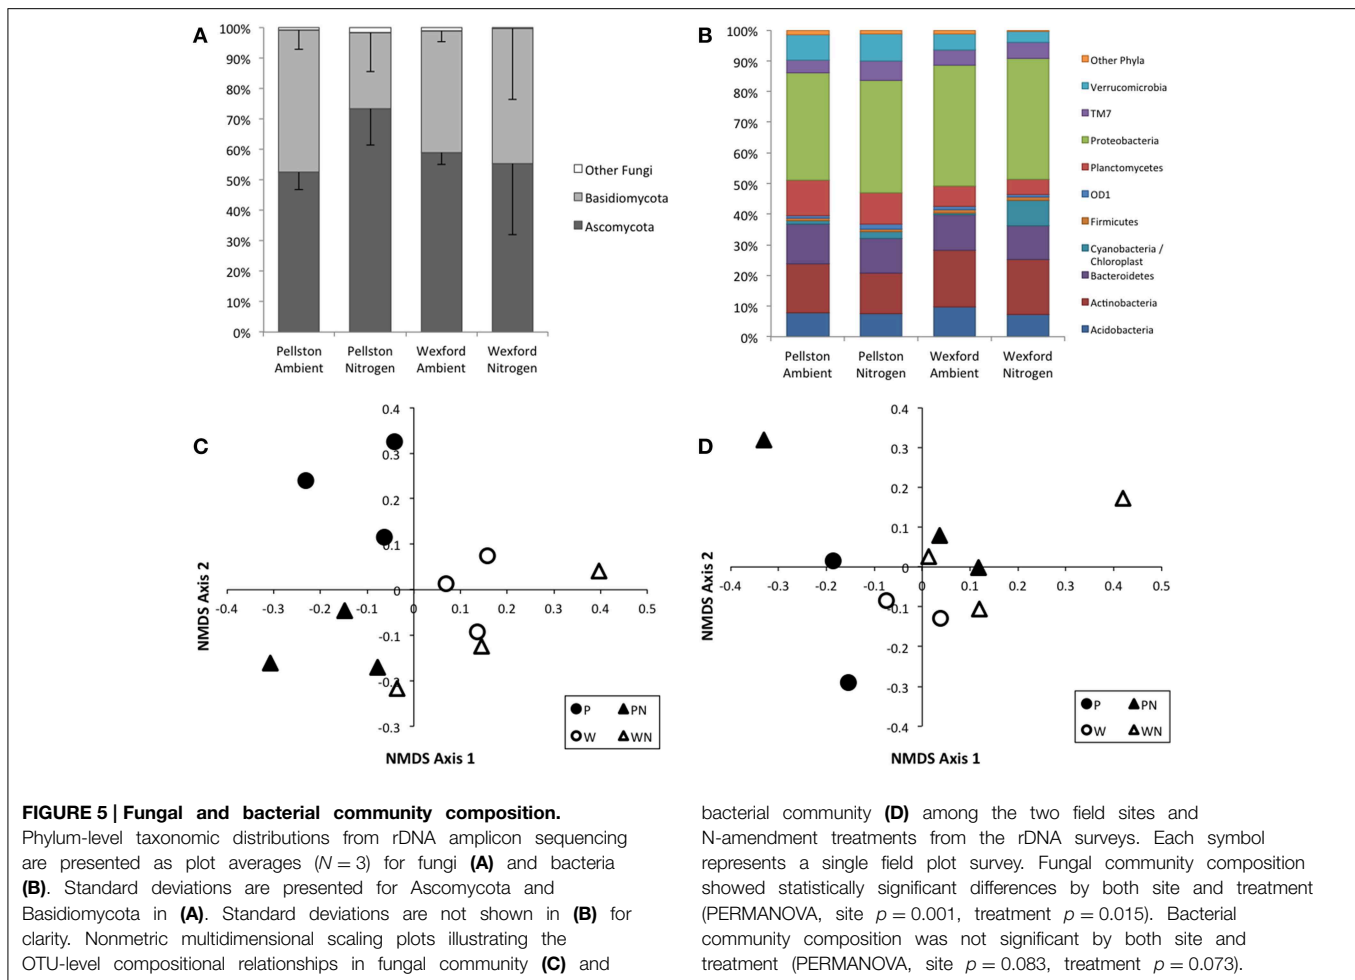 A
100%
90%
80%
70%
60%
50%
40%
30%
20%
10%
0%
Pellston Ambient
Pellston Nitrogen
Wexford Ambient
Wexford Nitrogen
Other Fungi
Basidiomycota
Ascomycota
B
100%
90%
80%
70%
60%
50%
40%
30%
20%
10%
0%
Pellston Ambient
Pellston Nitrogen
Wexford Ambient
Wexford Nitrogen
Other Phyla
Verrucomicrobia
TM7
Proteobacteria
Planctomycetes
OD1
Firmicutes
Cyanobacteria /
Chloroplast
Bacteroidetes
Actinobacteria
Acidobacteria
C
NMDS Axis 2
0.4
0.3
0.2
0.1
0
-0.1
-0.2
-0.3
-0.4 -0.3 -0.2 -0.1 0 0.1 0.2 0.3 0.4 0.5
NMDS Axis 1
P PN
W WN
D
NMDS Axis 2
0.4
0.3
0.2
0.1
0
-0.1
-0.2
-0.3
-0.4
-0.4 -0.3 -0.2 -0.1 0 0.1 0.2 0.3 0.4 0.5
NMDS Axis 1
P PN
W WN
FIGURE 5 | Fungal and bacterial community composition.
Phylum-level taxonomic distributions from rDNA amplicon sequencing
are presented as plot averages (N = 3) for fungi (A) and bacteria
(B). Standard deviations are presented for Ascomycota and
Basidiomycota in (A). Standard deviations are not shown in (B) for
clarity. Nonmetric multidimensional scaling plots illustrating the
OTU-level compositional relationships in fungal community (C) and
bacterial community (D) among the two field sites and
N-amendment treatments from the rDNA surveys. Each symbol
represents a single field plot survey. Fungal community composition
showed statistically significant differences by both site and treatment
(PERMANOVA, site p = 0.001, treatment p = 0.015). Bacterial
community composition was not significant by both site and
treatment (PERMANOVA, site p = 0.083, treatment p = 0.073).